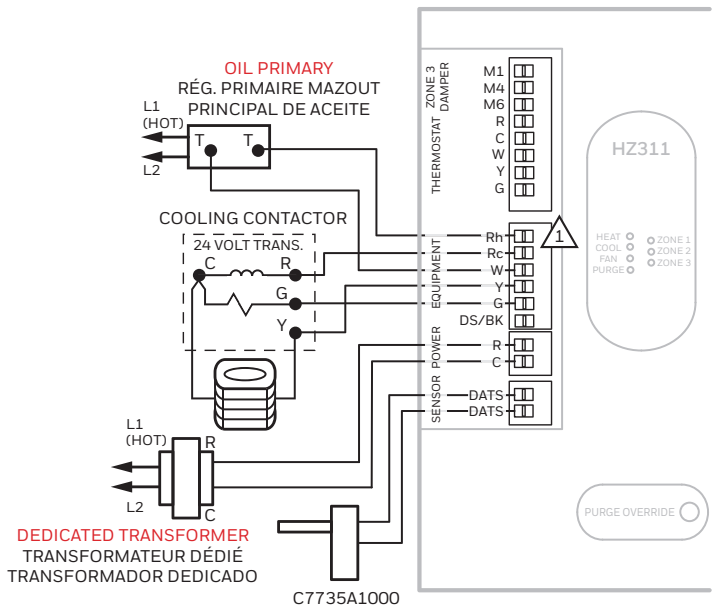 OIL PRIMARY
RÉG. PRIMAIRE MAZOUT
PRINCIPAL DE ACEITE
L1
(HOT)
L2
T T
COOLING CONTACTOR
24 VOLT TRANS.
C R
G
Y
L1
(HOT)
L2
R
C
DEDICATED TRANSFORMER
TRANSFORMATEUR DÉDIÉ
TRANSFORMADOR DEDICADO
C7735A1000
ZONE 3
DAMPER
M1
M4
M6
THERMOSTAT
R
C
W
Y
G
EQUIPMENT
Rh
Rc
W
Y
G
DS/BK
1
POWER
R
C
SENSOR
DATS
DATS
HZ311
HEAT
COOL
FAN
PURGE
ZONE 1
ZONE 2
ZONE 3
PURGE OVERRIDE